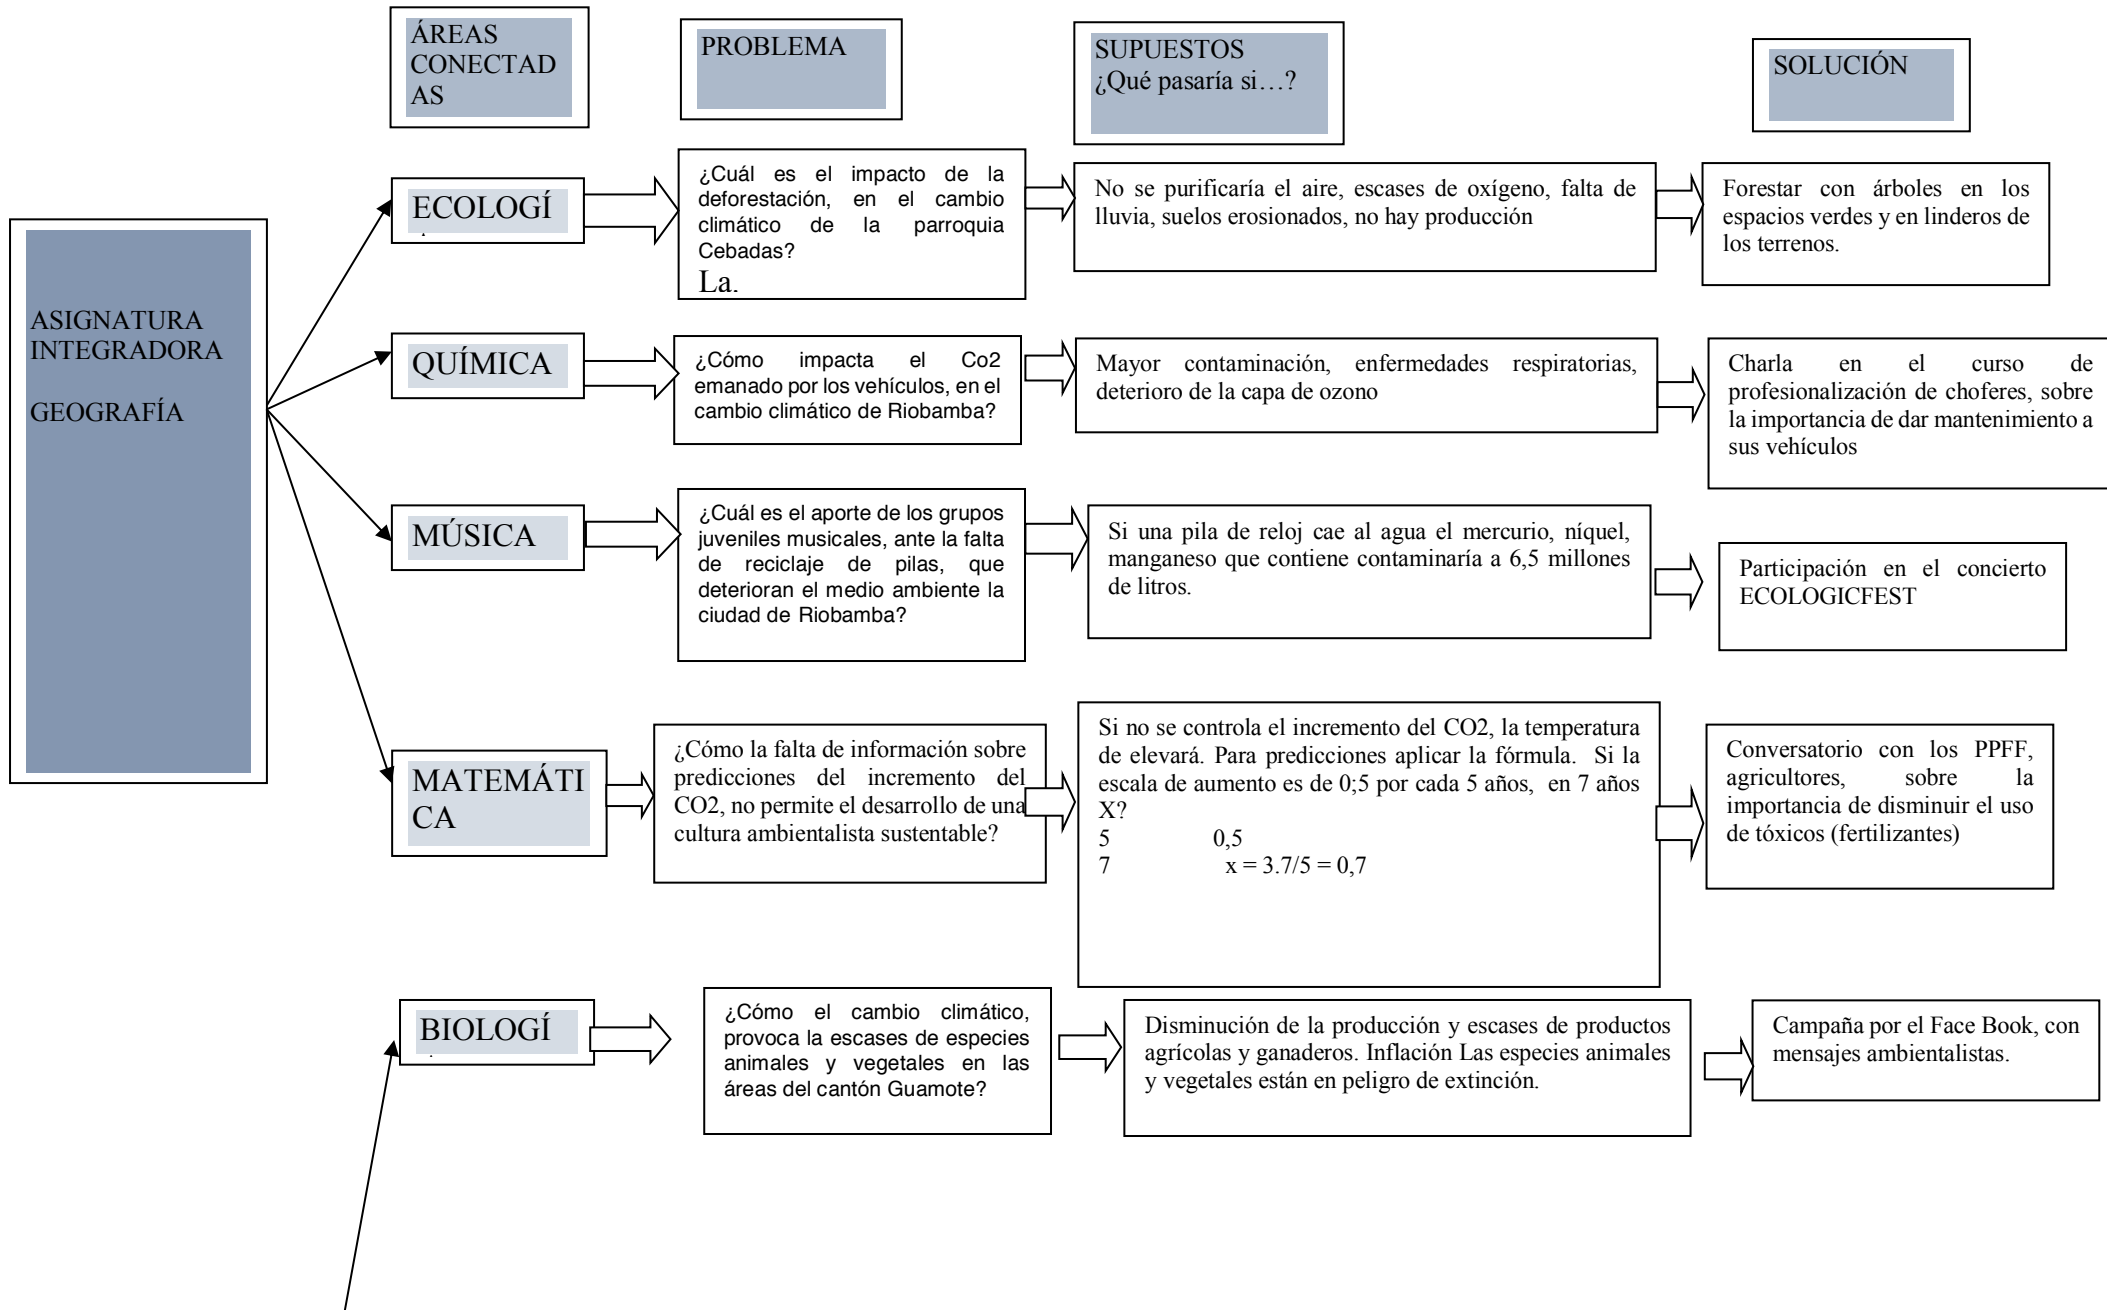 ÁREAS
CONECTAD
AS
PROBLEMA
SUPUESTOS
¿Qué pasaría si…?
SOLUCIÓN
ASIGNATURA
INTEGRADORA
GEOGRAFÍA
ECOLOGÍ
¿Cuál es el impacto de la
deforestación, en el cambio
climático de la parroquia
Cebadas?
La.
No se purificaría el aire, escases de oxígeno, falta de
lluvia, suelos erosionados, no hay producción
Forestar con árboles en los
espacios verdes y en linderos de
los terrenos.
QUÍMICA
¿Cómo impacta el Co2
emanado por los vehículos, en el
cambio climático de Riobamba?
Mayor contaminación, enfermedades respiratorias,
deterioro de la capa de ozono
Charla en el curso de
profesionalización de choferes, sobre
la importancia de dar mantenimiento a
sus vehículos
MÚSICA
¿Cuál es el aporte de los grupos
juveniles musicales, ante la falta
de reciclaje de pilas, que
deterioran el medio ambiente la
ciudad de Riobamba?
Si una pila de reloj cae al agua el mercurio, níquel,
manganeso que contiene contaminaría a 6,5 millones
de litros.
Participación en el concierto
ECOLOGICFEST
MATEMÁTI
CA
¿Cómo la falta de información sobre
predicciones del incremento del
CO2, no permite el desarrollo de una
cultura ambientalista sustentable?
Si no se controla el incremento del CO2, la temperatura
de elevará. Para predicciones aplicar la fórmula. Si la
escala de aumento es de 0;5 por cada 5 años, en 7 años
X?
5 0,5
7 x = 3.7/5 = 0,7
Conversatorio con los PPFF,
agricultores, sobre la
importancia de disminuir el uso
de tóxicos (fertilizantes)
BIOLOGÍ
¿Cómo el cambio climático,
provoca la escases de especies
animales y vegetales en las
áreas del cantón Guamote?
Disminución de la producción y escases de productos
agrícolas y ganaderos. Inflación Las especies animales
y vegetales están en peligro de extinción.
Campaña por el Face Book, con
mensajes ambientalistas.